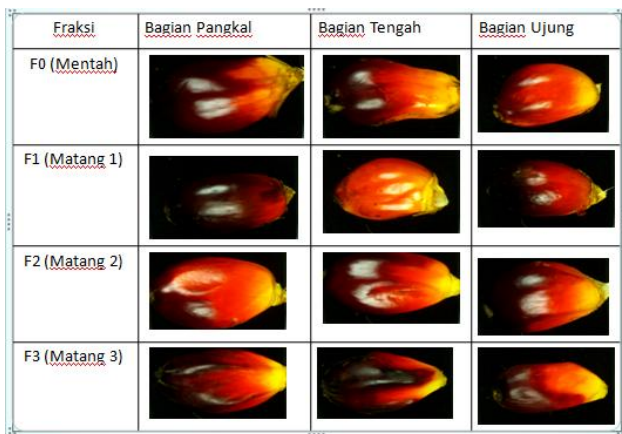 Fraksi Bagian Pangkal Bagian Tengah Bagian Ujung
F0 (Mentah)
F1 (Matang 1)
F2 (Matang 2)
F3 (Matang 3)